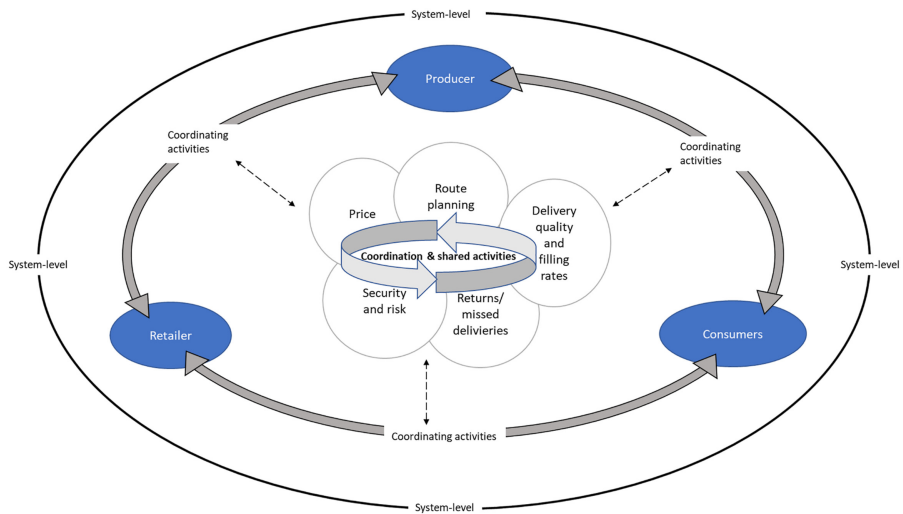 System-level
Producer
Coordinating
activities
Coordinating
activities
Route
planning
Price
Delivery
quality
and
filling
rates
Coordination & shared activities
System-level
System-level
Security
and risk
Returns/
missed
delivieries
Retailer
Consumers
Coordinating activities
System-level